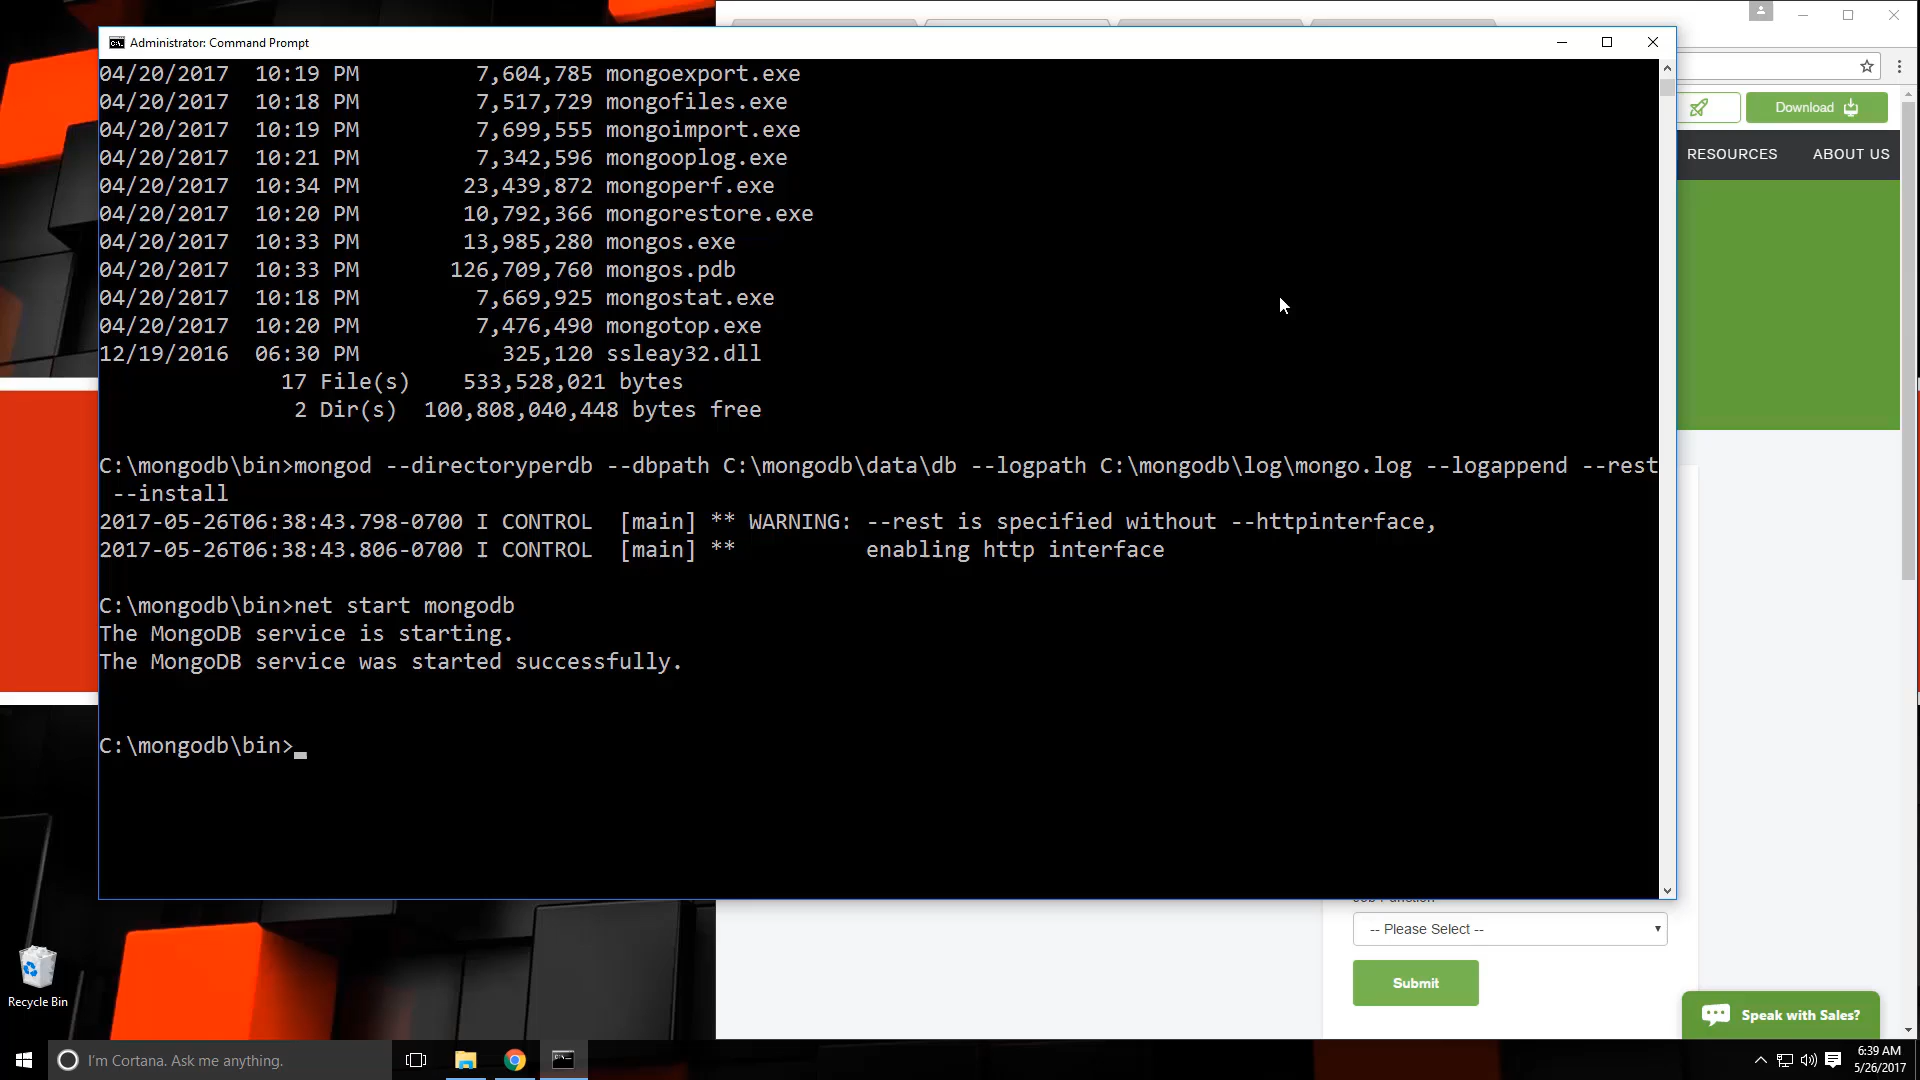 Administrator: Command Prompt
04/20/2017  10:19 PM         7,604,785 mongoexport.exe
04/20/2017  10:18 PM         7,517,729 mongofiles.exe
04/20/2017  10:19 PM         7,699,555 mongoimport.exe
04/20/2017  10:21 PM         7,342,596 mongooplog.exe
04/20/2017  10:34 PM        23,439,872 mongoperf.exe
04/20/2017  10:20 PM        10,792,366 mongorestore.exe
04/20/2017  10:33 PM        13,985,280 mongos.exe
04/20/2017  10:33 PM       126,709,760 mongos.pdb
04/20/2017  10:18 PM         7,669,925 mongostat.exe
04/20/2017  10:20 PM         7,476,490 mongotop.exe
12/19/2016  06:30 PM           325,120 ssleay32.dll
              17 File(s)    533,528,021 bytes
               2 Dir(s)  100,808,040,448 bytes free
C:\mongodb\bin>mongod --directoryperdb --dbpath C:\mongodb\data\db --logpath C:\mongodb\log\mongo.log --logappend --rest
 --install
2017-05-26T06:38:43.798-0700 I CONTROL  [main] ** WARNING: --rest is specified without --httpinterface,
2017-05-26T06:38:43.806-0700 I CONTROL  [main] **          enabling http interface
C:\mongodb\bin>net start mongodb
The MongoDB service is starting.
The MongoDB service was started successfully.
C:\mongodb\bin>
Download
RESOURCES
ABOUT US
Job Function
-- Please Select --
Submit
Speak with Sales?
Recycle Bin
I'm Cortana. Ask me anything.
6:39 AM
5/26/2017